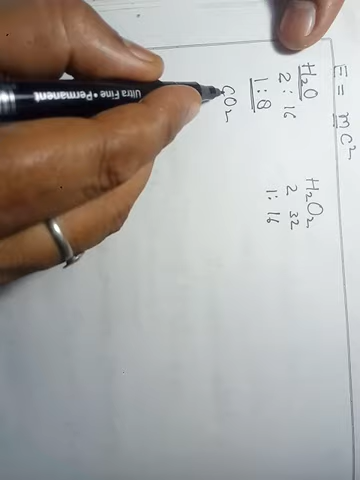 E = mc²
H₂O
2 : 16
1 : 8
CO₂
H₂O₂
2 32
1 : 16
Ultra Fine • Permanent